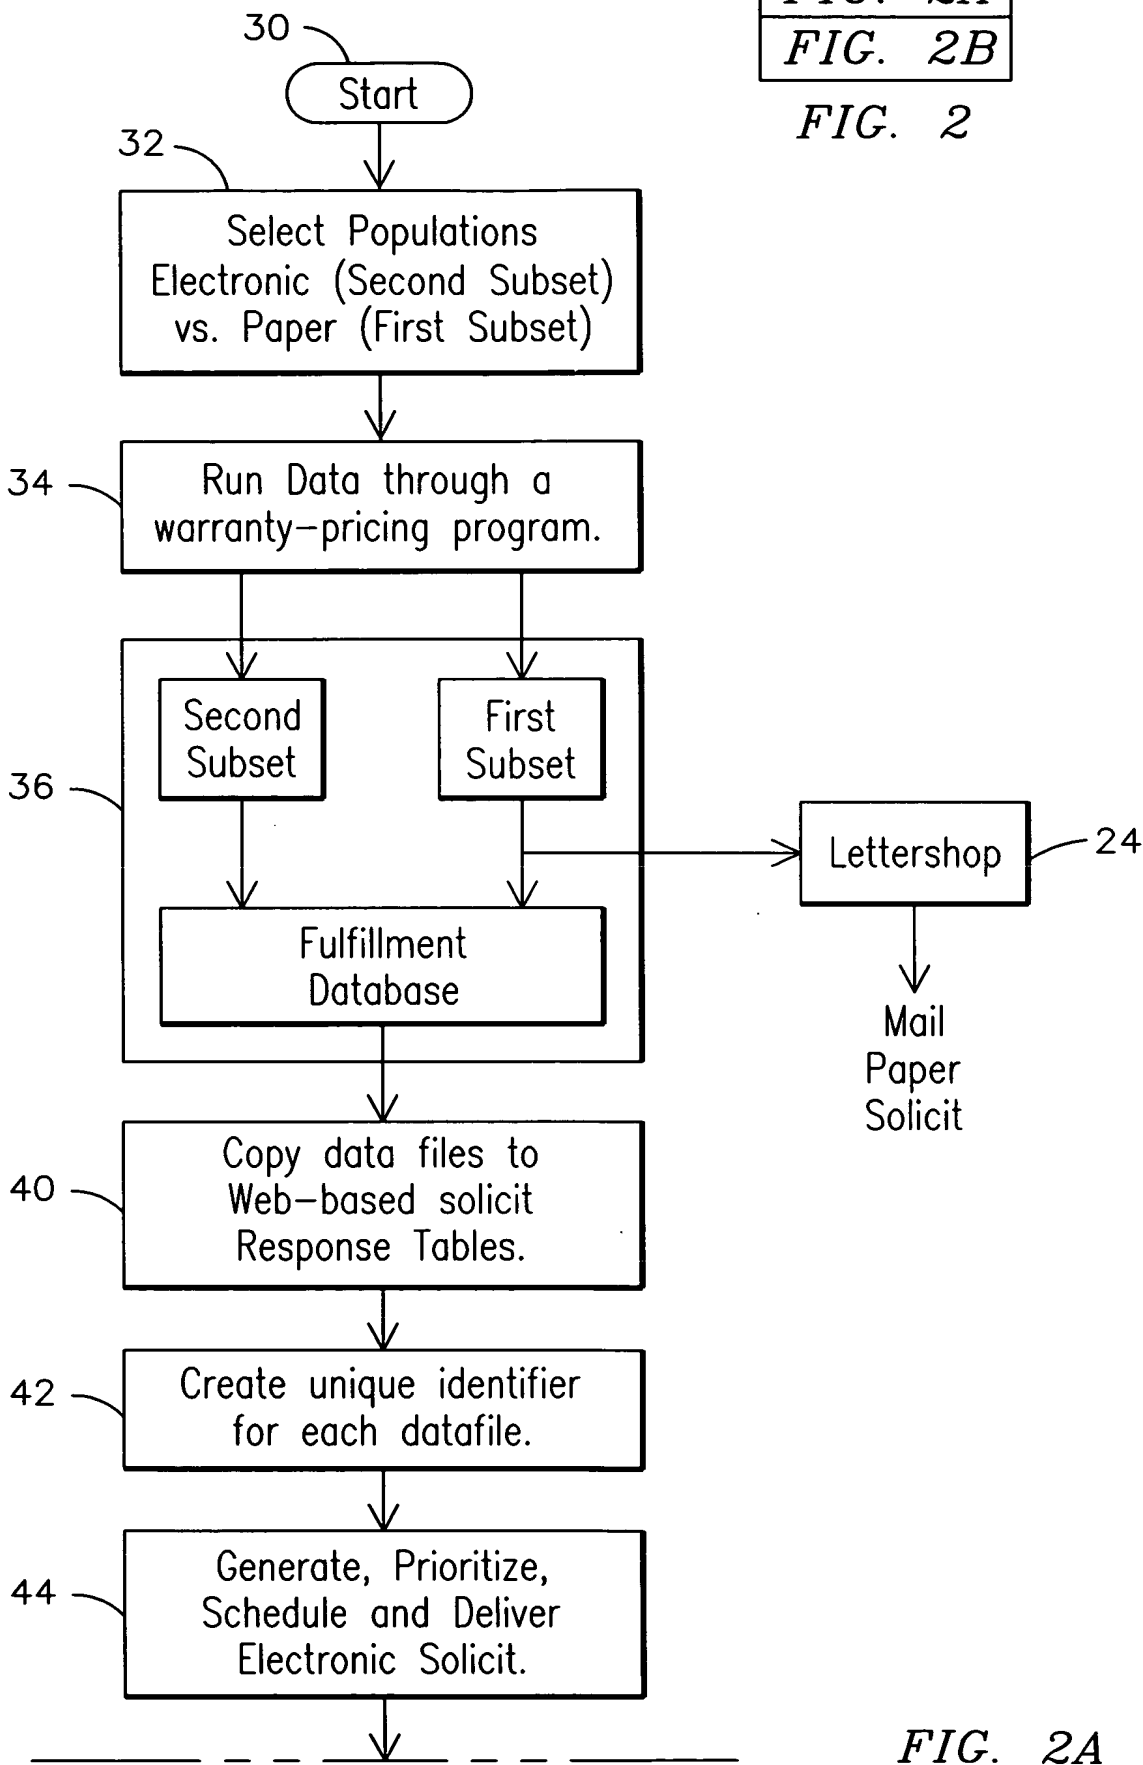 FIG. 2A
FIG. 2B
FIG. 2
30
Start
32
Select Populations
Electronic (Second Subset)
vs. Paper (First Subset)
34
Run Data through a
warranty-pricing program.
36
Second
Subset
First
Subset
Lettershop
24
Fulfillment
Database
Mail
Paper
Solicit
40
Copy data files to
Web-based solicit
Response Tables.
42
Create unique identifier
for each datafile.
44
Generate, Prioritize,
Schedule and Deliver
Electronic Solicit.
FIG. 2A